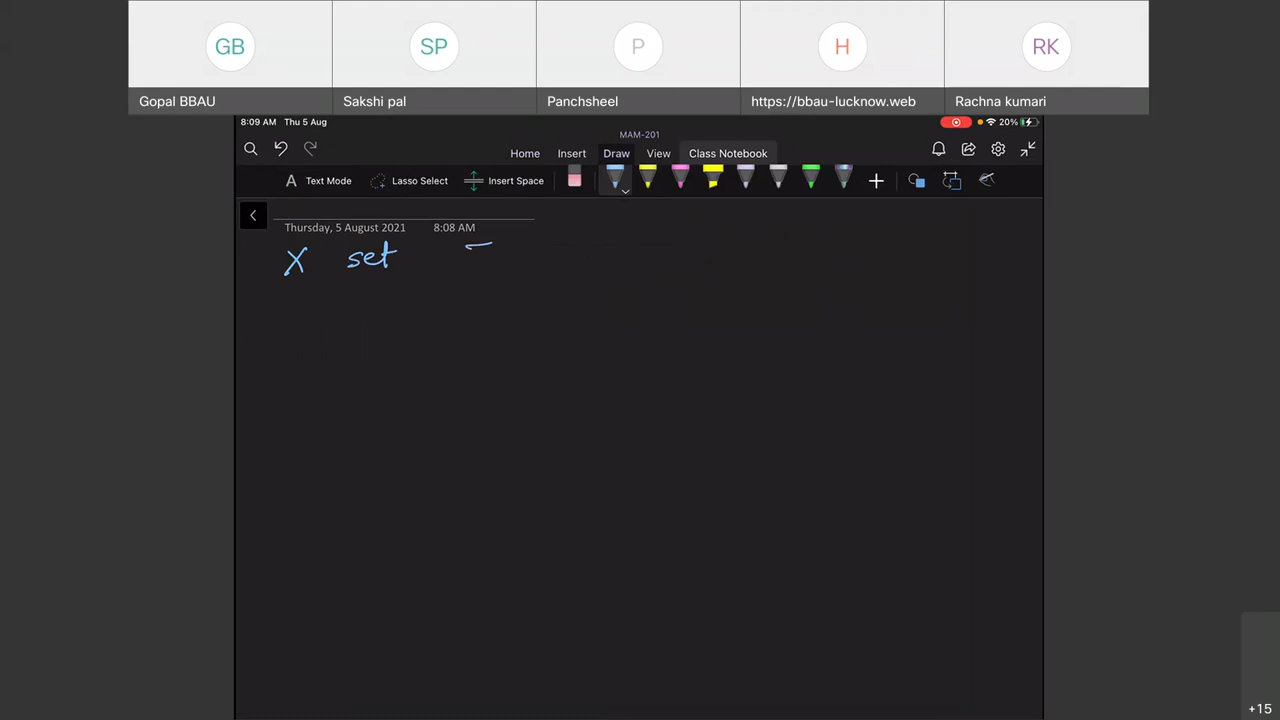 GB SP P H RK
Gopal BBAU Sakshi pal Panchsheel https://bbau-lucknow.web Rachna kumari
8:09 AM Thu 5 Aug 20%
MAM-201
Home Insert Draw View Class Notebook
A Text Mode Lasso Select Insert Space
Thursday, 5 August 2021 8:08 AM
X set
+15